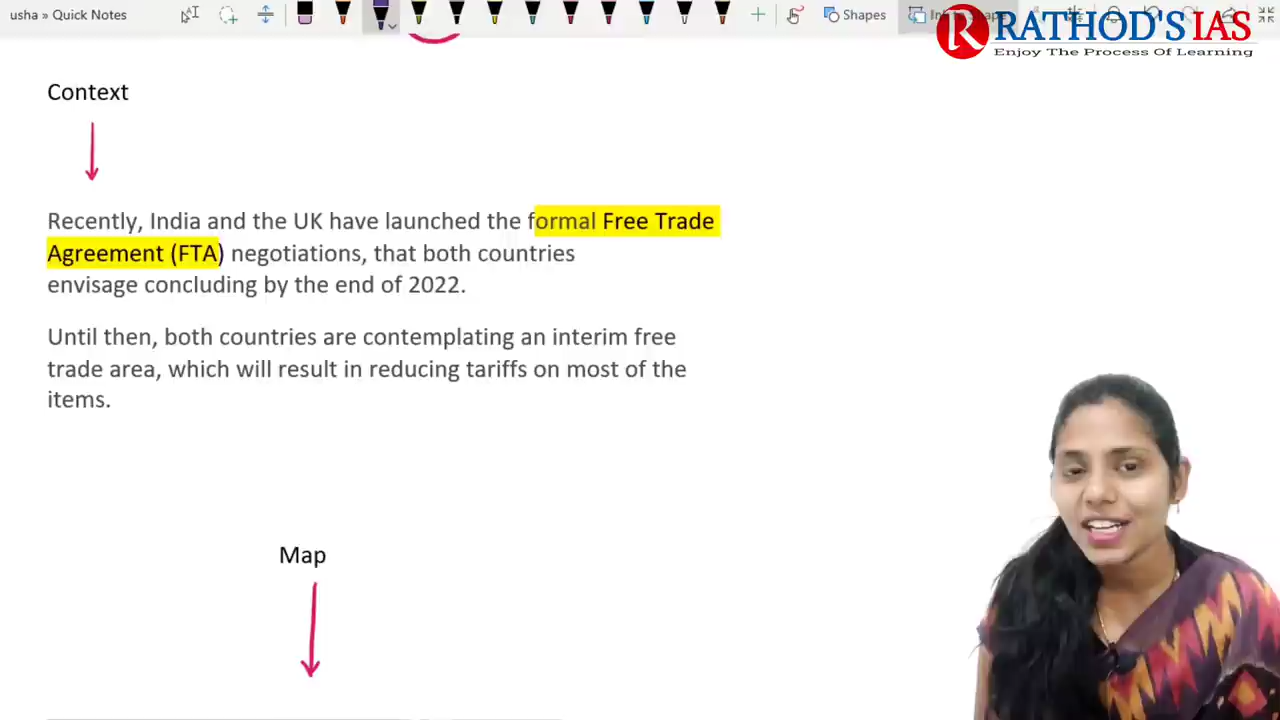 usha » Quick Notes
Shapes
RATHOD'S IAS
Enjoy The Process Of Learning
Context
Recently, India and the UK have launched the formal Free Trade
Agreement (FTA) negotiations, that both countries
envisage concluding by the end of 2022.
Until then, both countries are contemplating an interim free
trade area, which will result in reducing tariffs on most of the
items.
Map